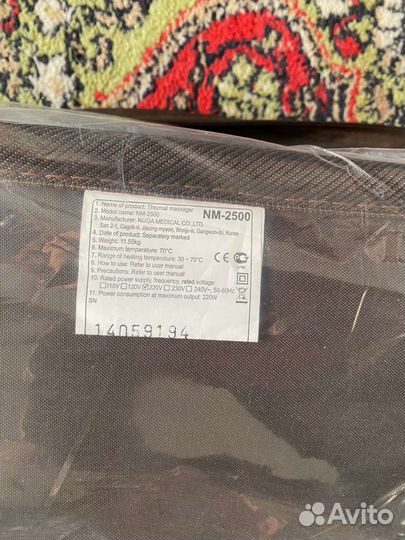 1. Name of product: Thermal massager
2. Model name: NM-2500
NM-2500
3. Manufacturer: NUGA MEDICAL CO.,LTD.
San 2-3, Gagok-ri, Jijeong-myeon, Wonju-si, Gangwon-do, Korea
4. Date of product: Separately marked
5. Weight: 11.55kg
6. Maximum temperature: 70℃
7. Range of heating temperature: 30 ~ 70℃
8. How to use: Refer to user manual
9. Directions: Refer to user manual
10. Rated power supply, frequency, rated voltage:
☐110V ☐120V ☑220V ☐230V ☐240V~, 50-60Hz
11. Power consumption at maximum output: 220W
SN
14059194
CE
Avito